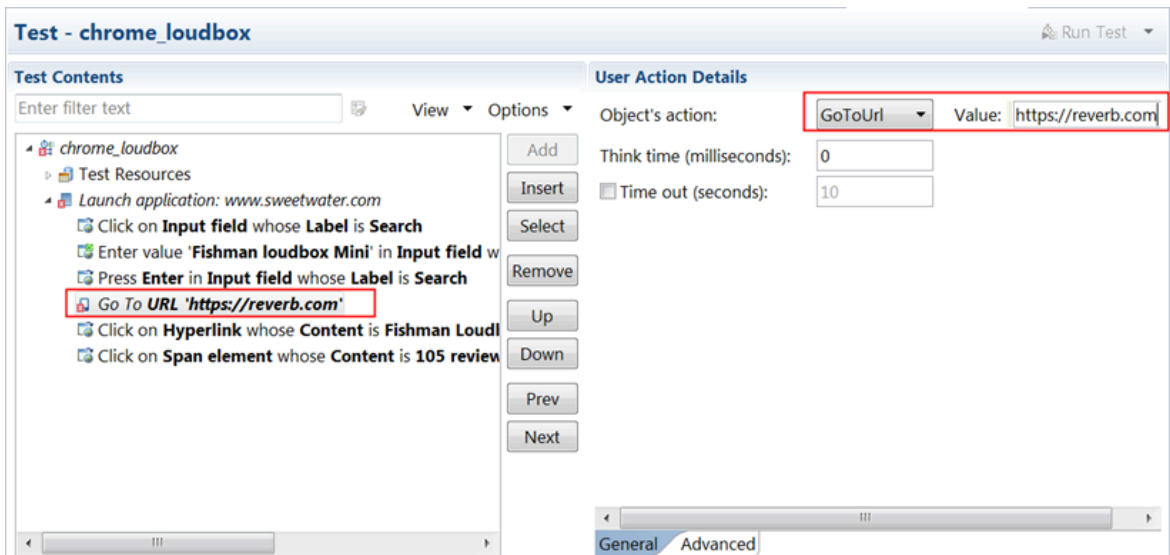 Test - chrome_loudbox
Run Test
Test Contents
Enter filter text
View
Options
chrome_loudbox
Test Resources
Launch application: www.sweetwater.com
Click on Input field whose Label is Search
Enter value 'Fishman loudbox Mini' in Input field w
Press Enter in Input field whose Label is Search
Go To URL 'https://reverb.com'
Click on Hyperlink whose Content is Fishman Loudl
Click on Span element whose Content is 105 review
Add
Insert
Select
Remove
Up
Down
Prev
Next
User Action Details
Object's action: GoToUrl Value: https://reverb.com
Think time (milliseconds): 0
Time out (seconds): 10
General Advanced